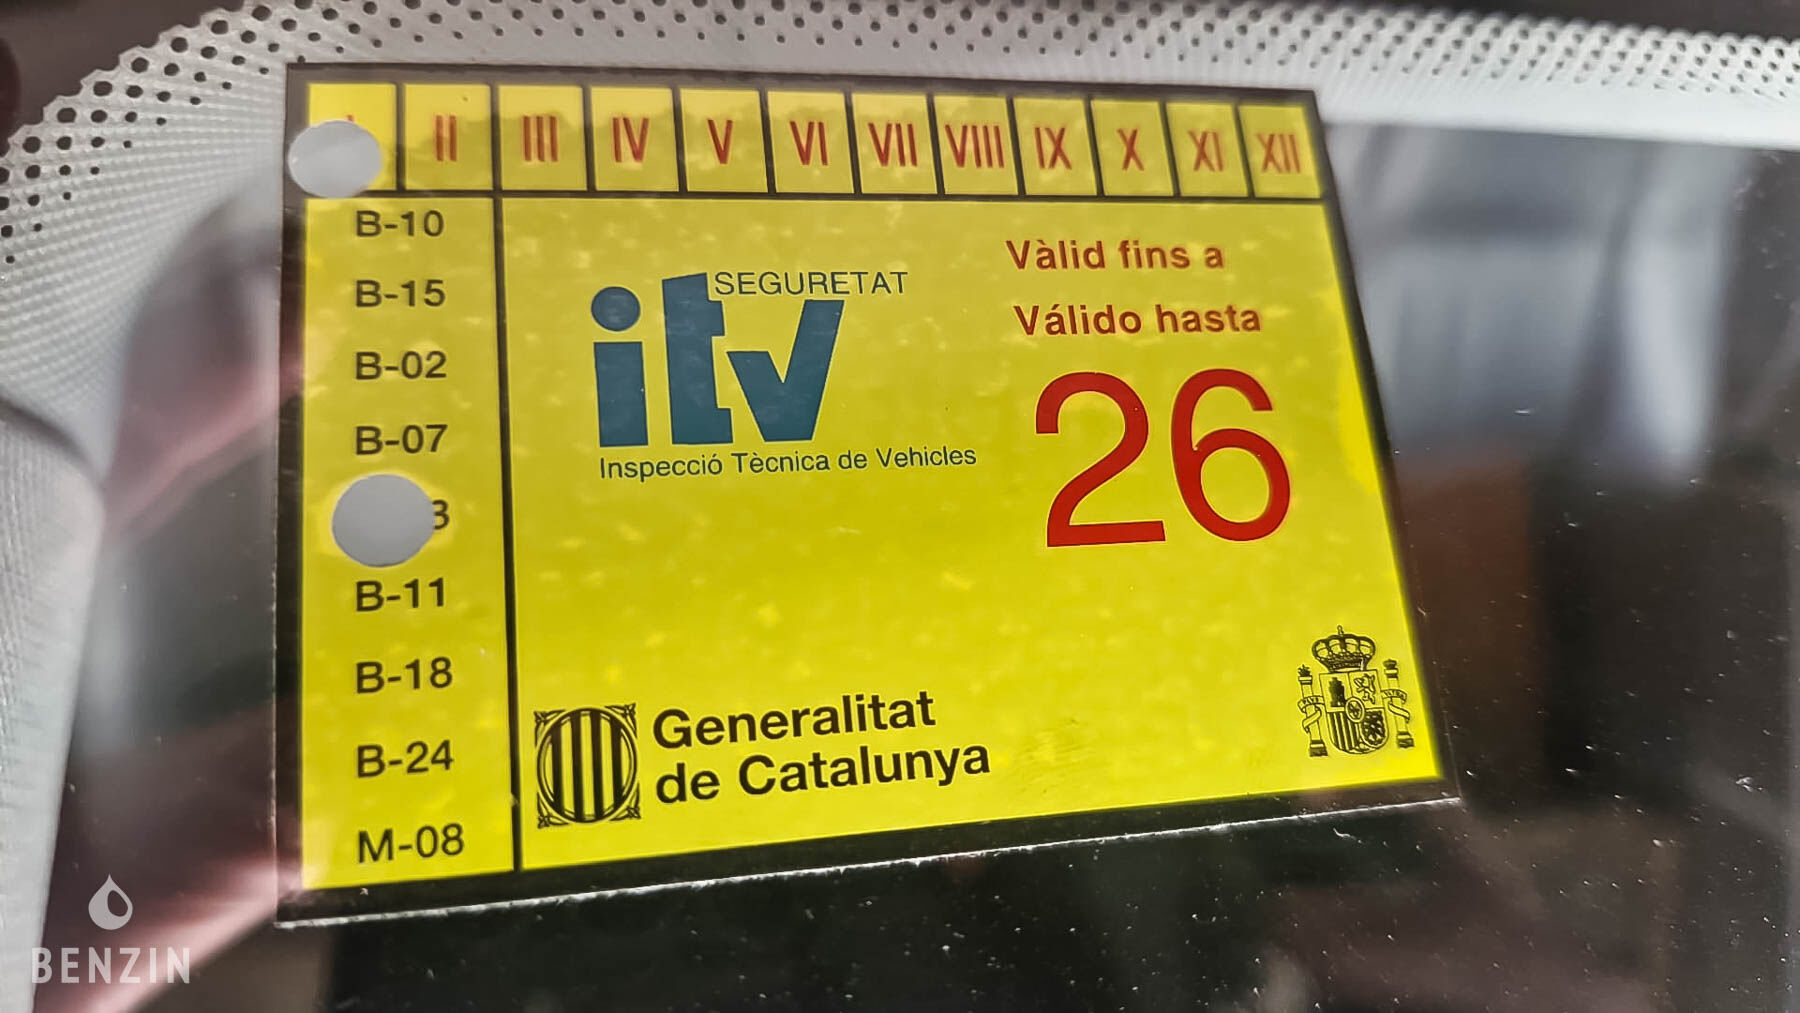 II III IV V VI VII VIII IX X XI XII
B-10
B-15
B-02
B-07
B-11
B-18
B-24
M-08
itv SEGURETAT
Inspecció Tècnica de Vehicles
Vàlid fins a
Válido hasta
26
Generalitat
de Catalunya
BENZIN